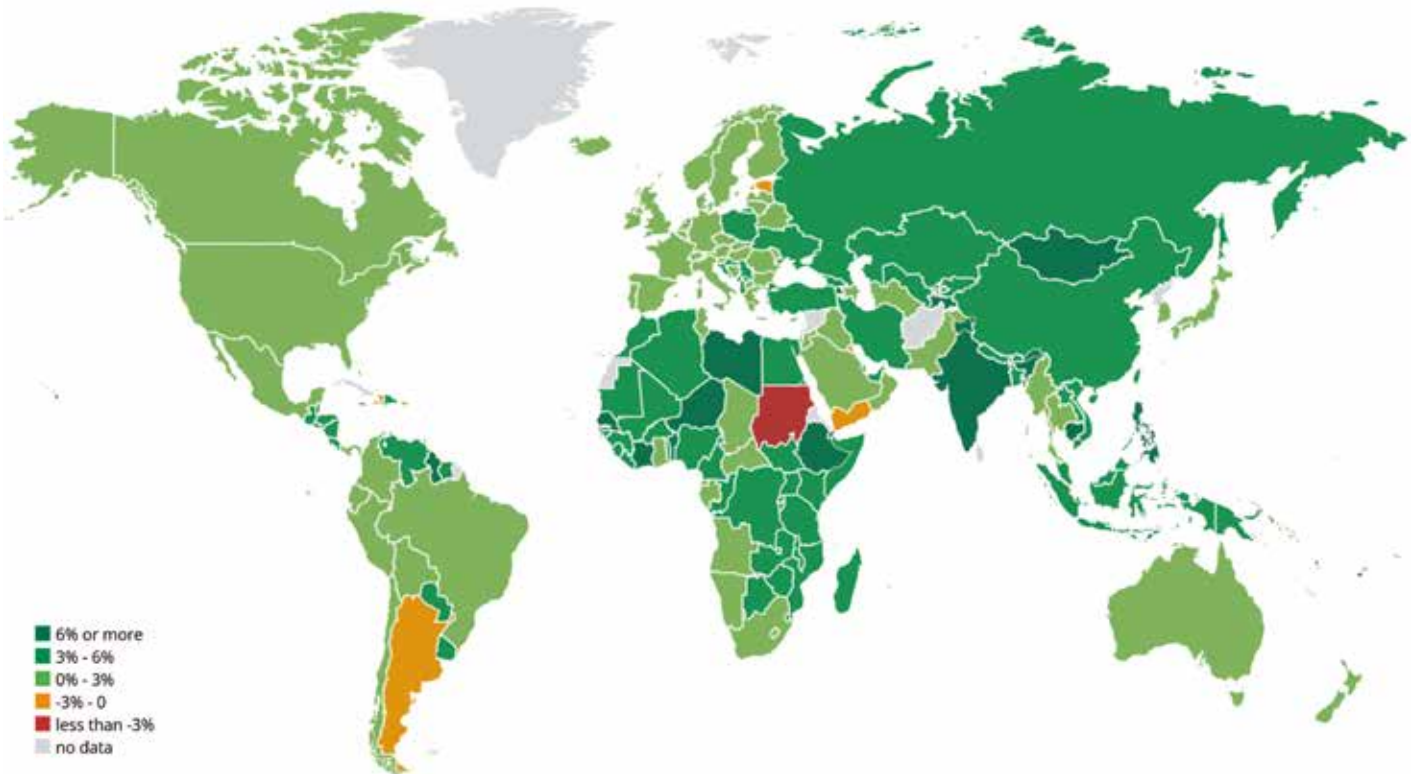 6% or more
3% - 6%
0% - 3%
-3% - 0
less than -3%
no data